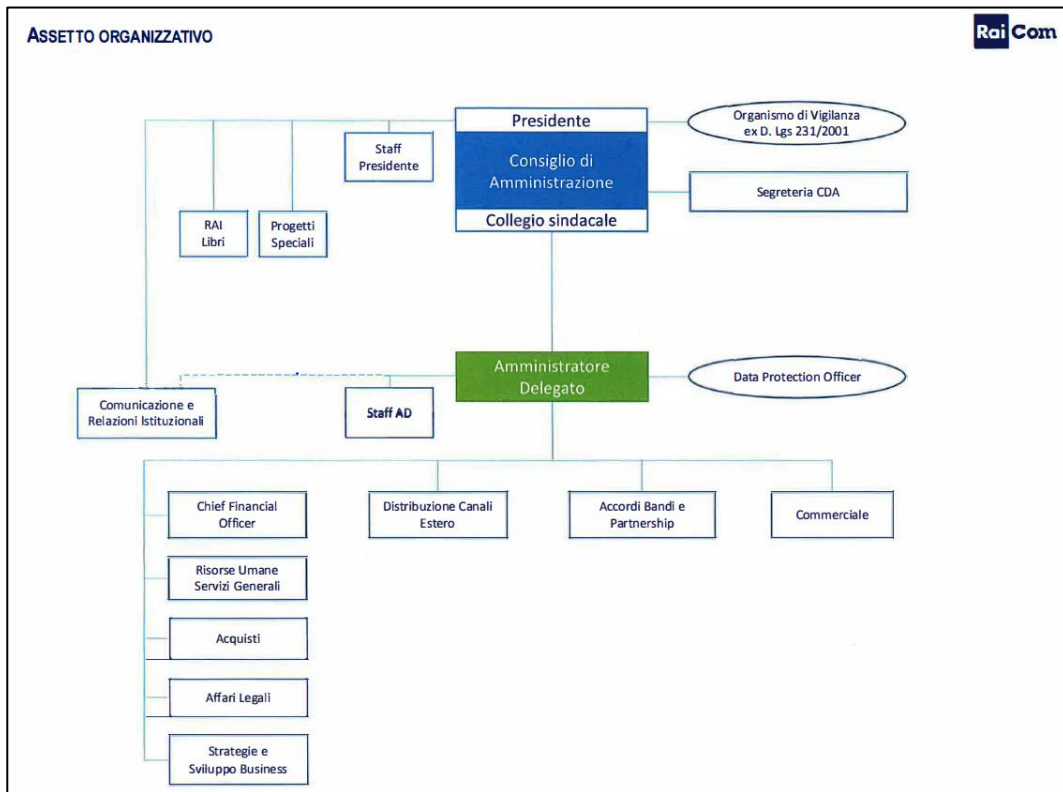 ASSETTO ORGANIZZATIVO
Rai Com
Presidente
Consiglio di
Amministrazione
Collegio sindacale
Organismo di Vigilanza
ex D. Lgs 231/2001
Segreteria CDA
Staff
Presidente
RAI
Libri
Progetti
Speciali
Amministratore
Delegato
Data Protection Officer
Comunicazione e
Relazioni Istituzionali
Staff AD
Chief Financial
Officer
Distribuzione Canali
Estero
Accordi Bandi e
Partnership
Commerciale
Risorse Umane
Servizi Generali
Acquisti
Affari Legali
Strategie e
Sviluppo Business